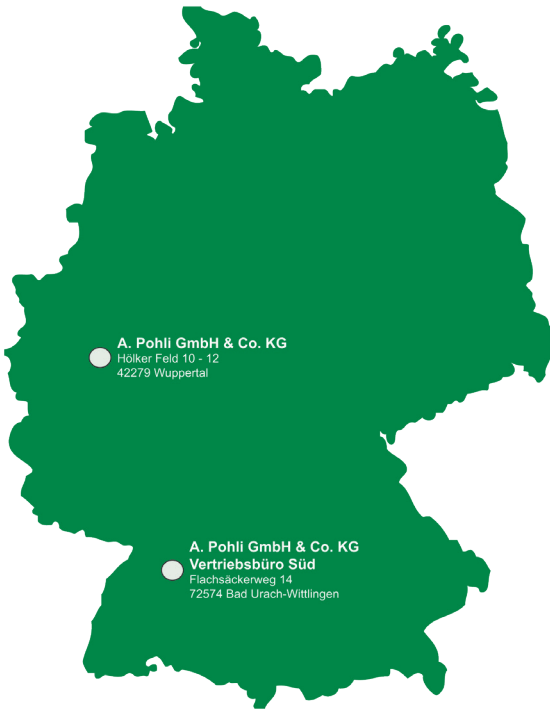 A. Pohli GmbH & Co. KG
Hölker Feld 10 - 12
42279 Wuppertal
A. Pohli GmbH & Co. KG
Vertriebsbüro Süd
Flachsäckerweg 14
72574 Bad Urach-Wittlingen